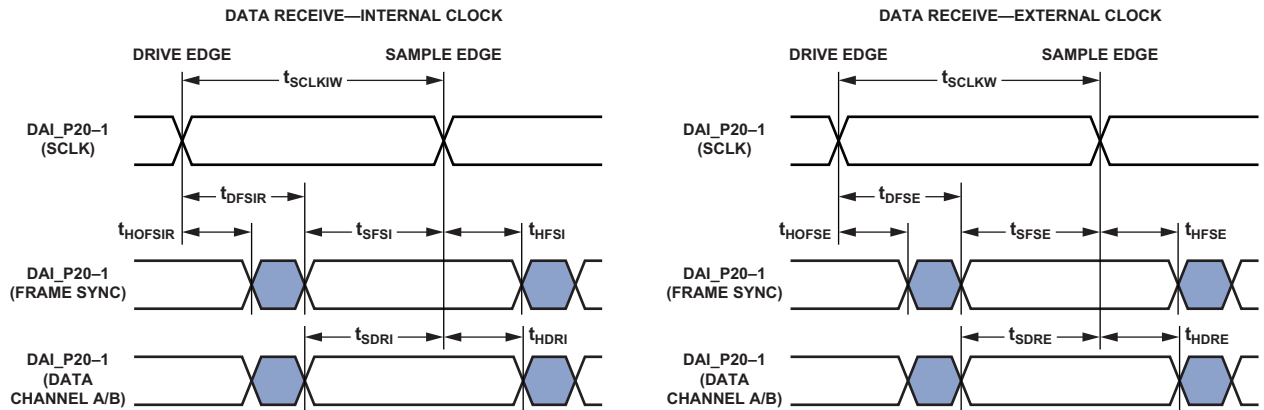 DATA RECEIVE—INTERNAL CLOCK
DRIVE EDGE
SAMPLE EDGE
tSCLKIW
DAI_P20–1
(SCLK)
tDFSIR
tHOFSIR
tSFSI
tHFSI
DAI_P20–1
(FRAME SYNC)
tSDRI
tHDRI
DAI_P20–1
(DATA
CHANNEL A/B)
DATA RECEIVE—EXTERNAL CLOCK
DRIVE EDGE
SAMPLE EDGE
tSCLKW
DAI_P20–1
(SCLK)
tDFSE
tHOFSE
tSFSE
tHFSE
DAI_P20–1
(FRAME SYNC)
tSDRE
tHDRE
DAI_P20–1
(DATA
CHANNEL A/B)